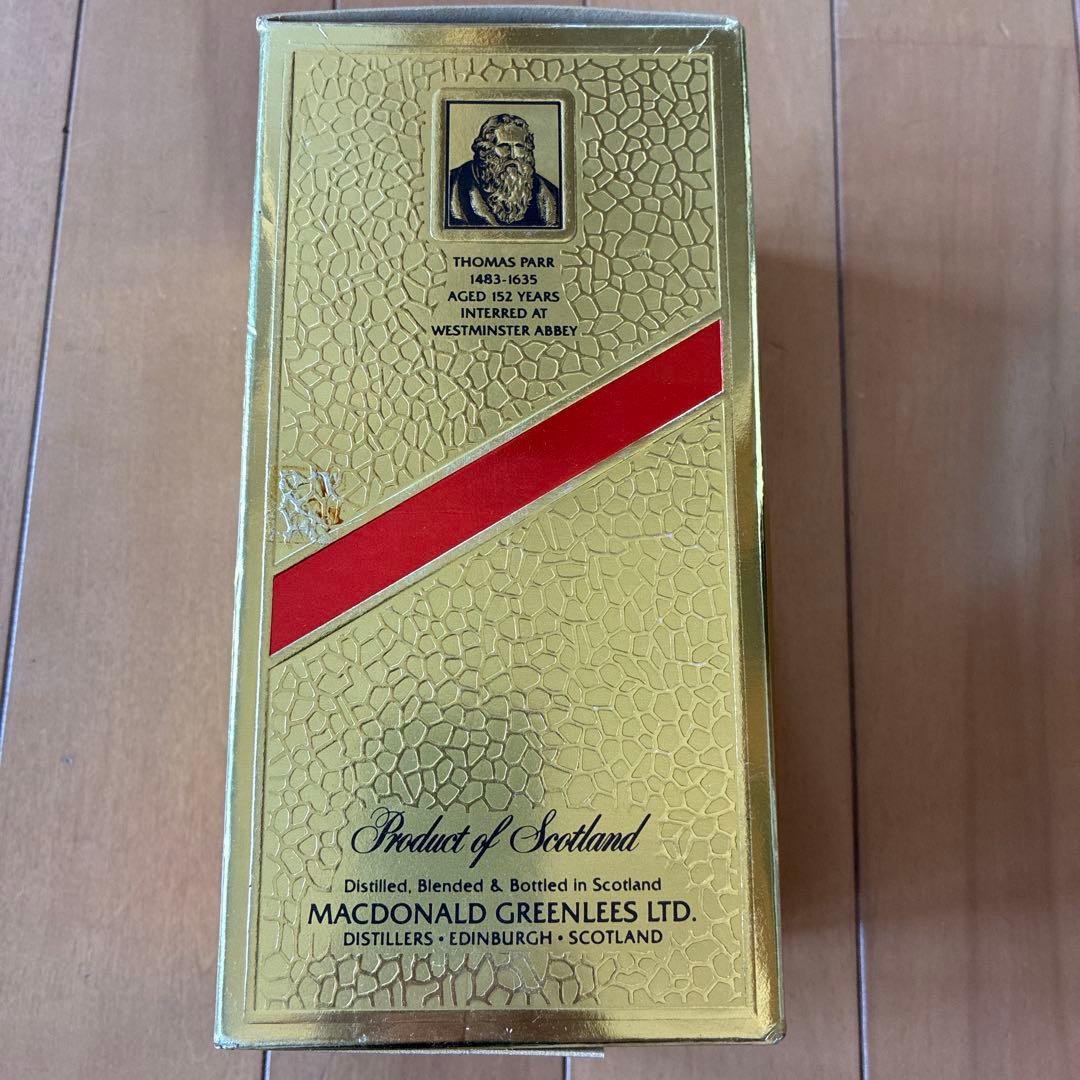 THOMAS PARR
1483-1635
AGED 152 YEARS
INTERRED AT
WESTMINSTER ABBEY
Product of Scotland
Distilled, Blended & Bottled in Scotland
MACDONALD GREENLEES LTD.
DISTILLERS • EDINBURGH • SCOTLAND